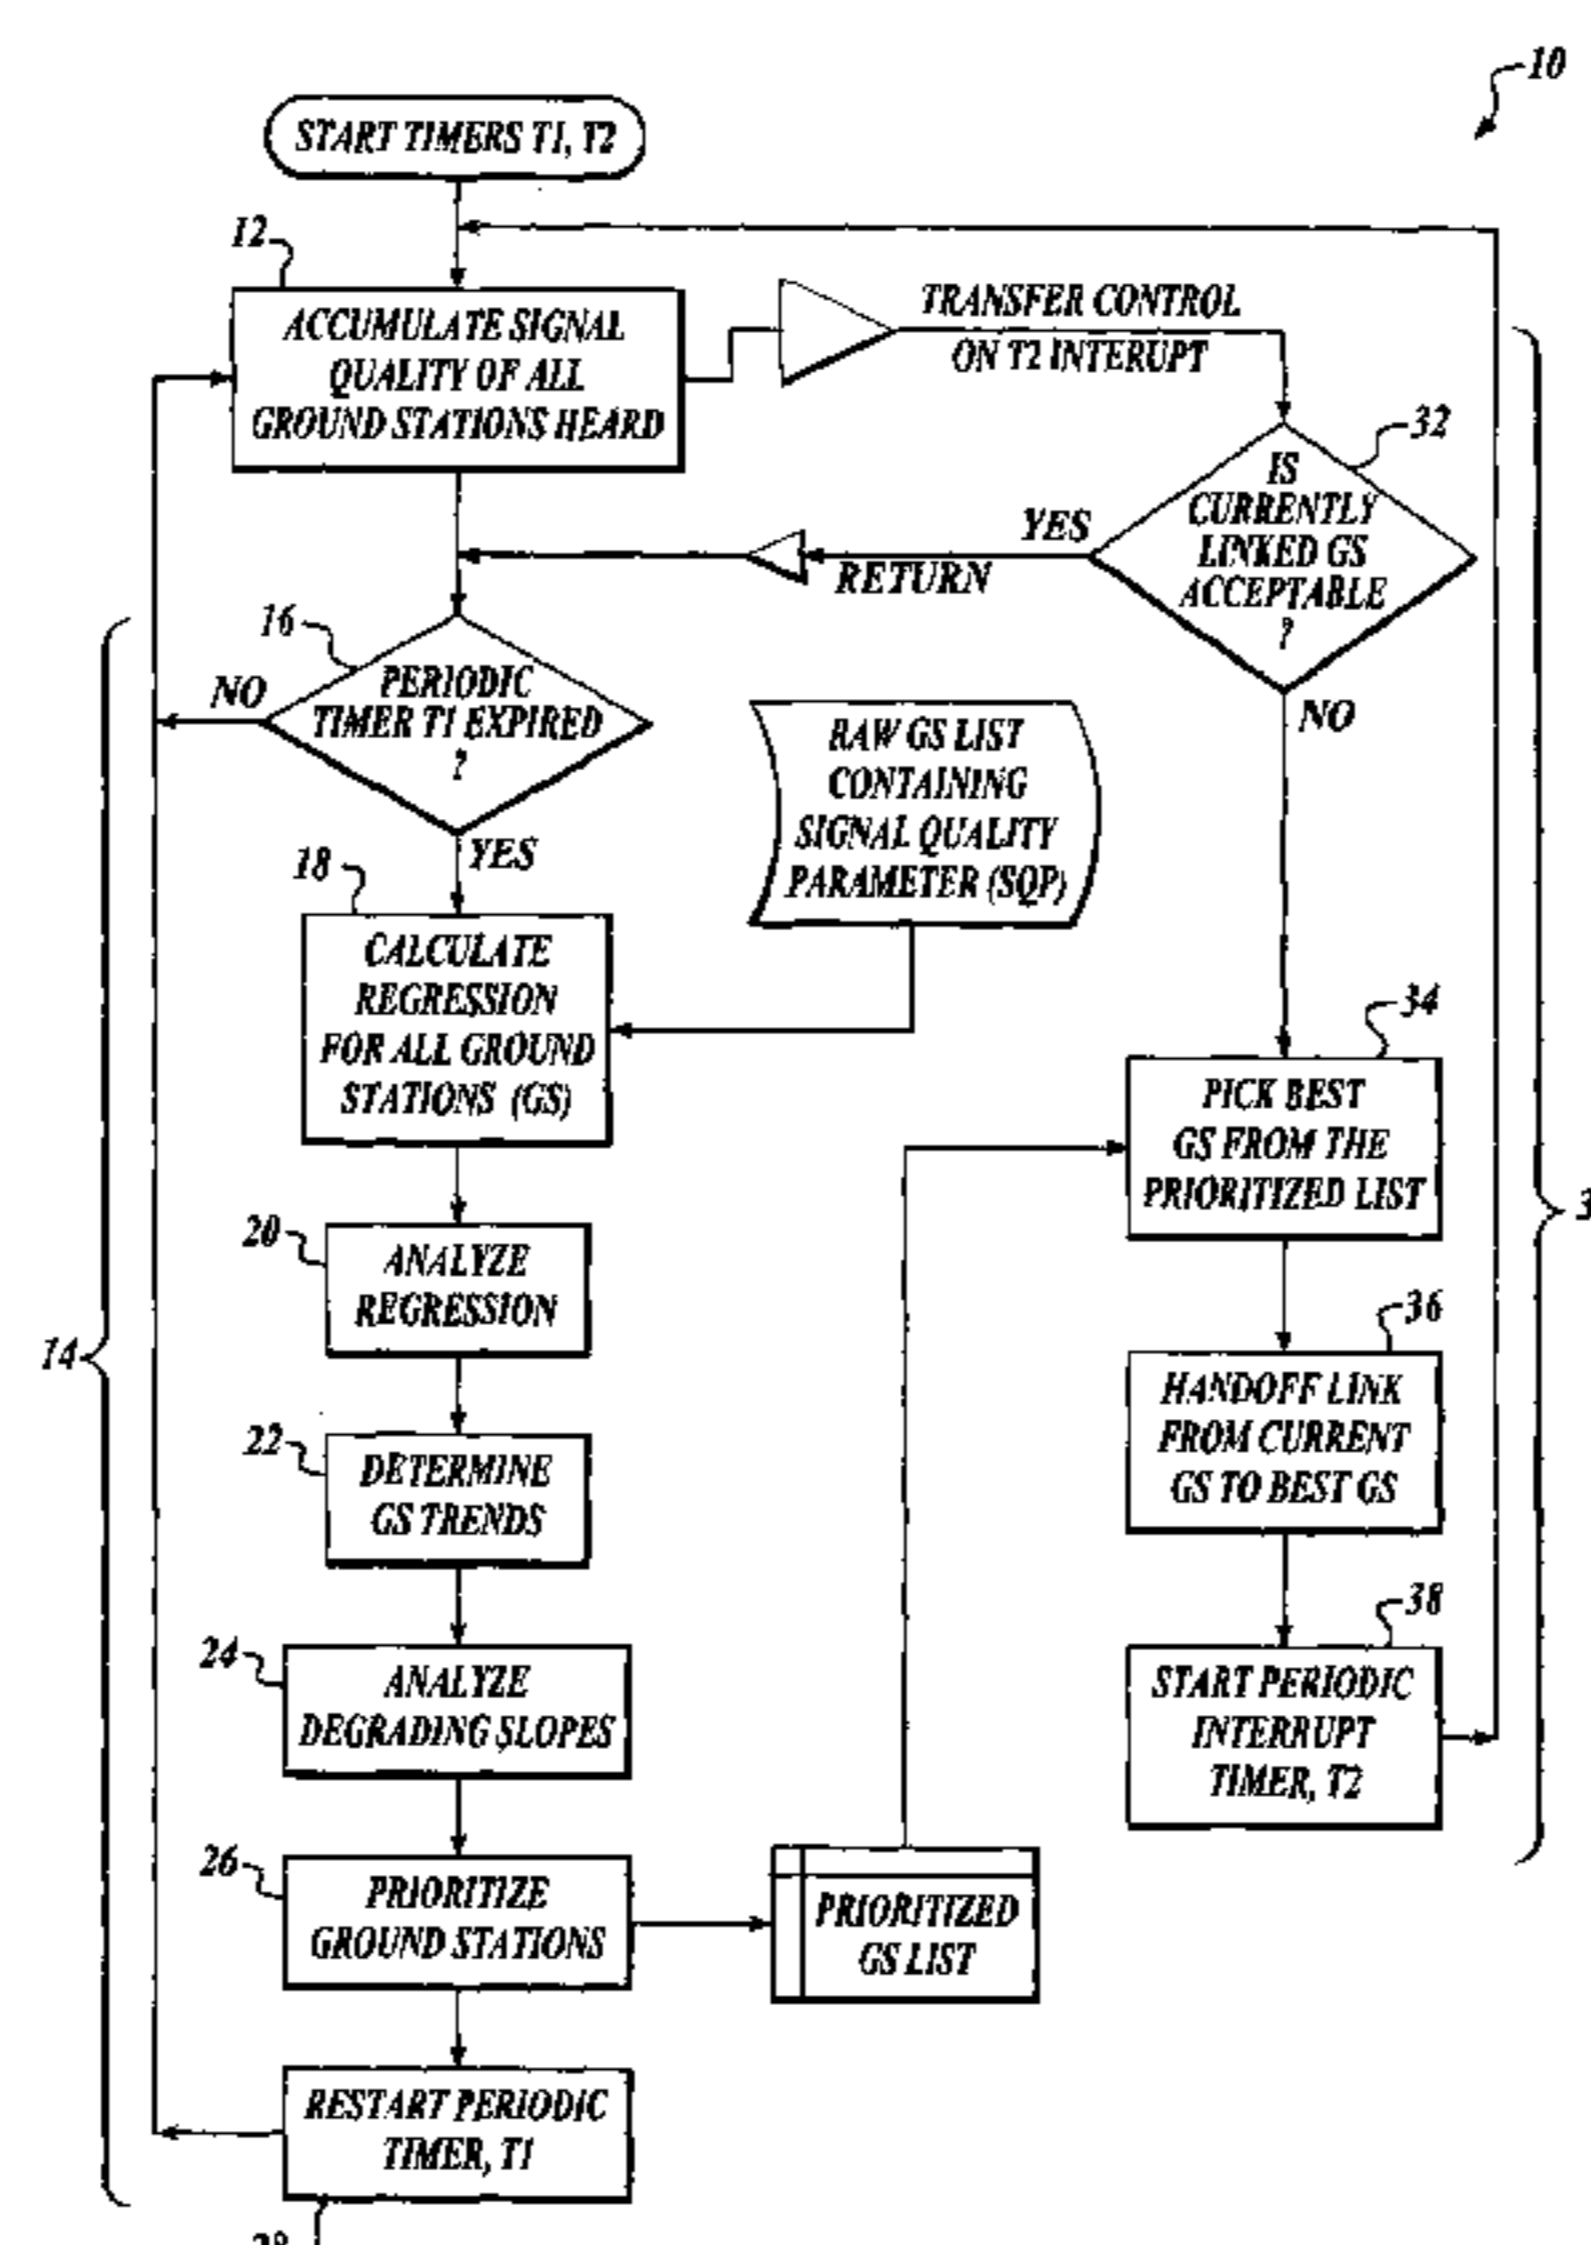 10
START TIMERS T1, T2
12
ACCUMULATE SIGNAL
QUALITY OF ALL
GROUND STATIONS HEARD
TRANSFER CONTROL
ON T2 INTERUPT
32
IS
CURRENTLY
LINKED GS
ACCEPTABLE
?
YES
RETURN
NO
16
PERIODIC
TIMER T1 EXPIRED
?
NO
YES
RAW GS LIST
CONTAINING
SIGNAL QUALITY
PARAMETER (SQP)
18
CALCULATE
REGRESSION
FOR ALL GROUND
STATIONS (GS)
34
PICK BEST
GS FROM THE
PRIORITIZED LIST
3
20
ANALYZE
REGRESSION
14
36
HANDOFF LINK
FROM CURRENT
GS TO BEST GS
22
DETERMINE
GS TRENDS
38
START PERIODIC
INTERRUPT
TIMER, T2
24
ANALYZE
DEGRADING SLOPES
26
PRIORITIZE
GROUND STATIONS
PRIORITIZED
GS LIST
RESTART PERIODIC
TIMER, T1